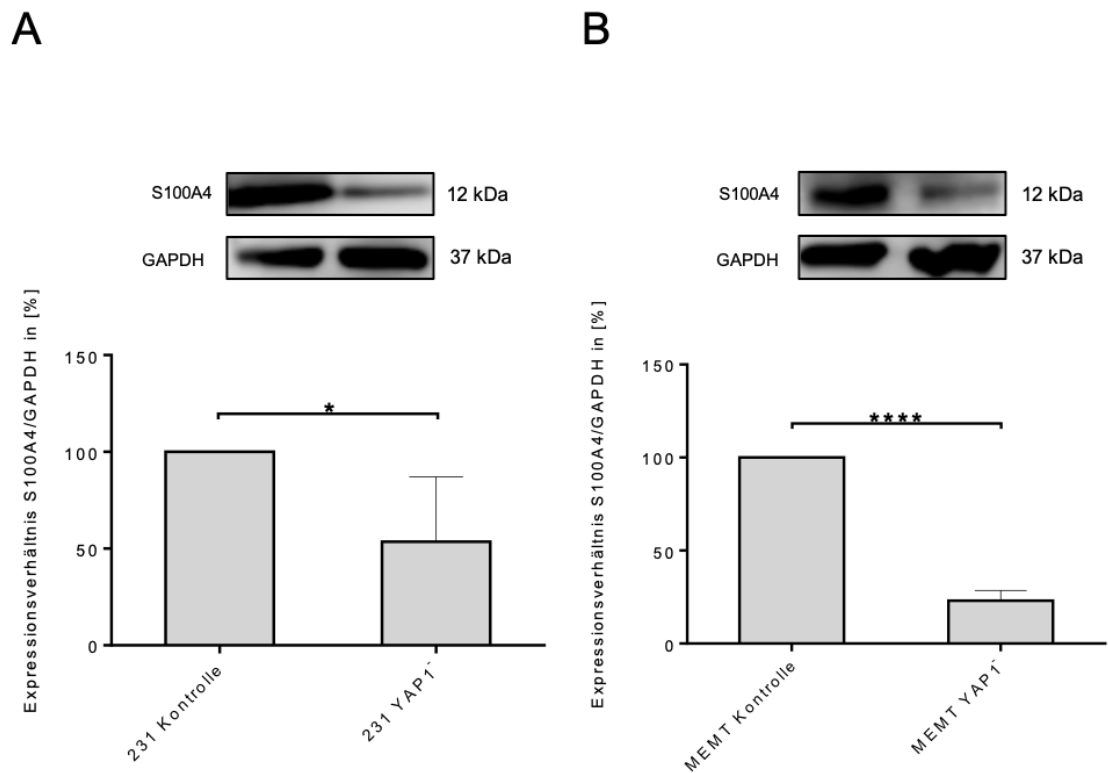 A
S100A4
12 kDa
GAPDH
37 kDa
Expressionsverhältnis S100A4/GAPDH in [%]
150
100
50
0
*
231 Kontrolle
231 YAP1-
B
S100A4
12 kDa
GAPDH
37 kDa
Expressionsverhältnis S100A4/GAPDH in [%]
150
100
50
0
****
MEMT Kontrolle
MEMT YAP1-